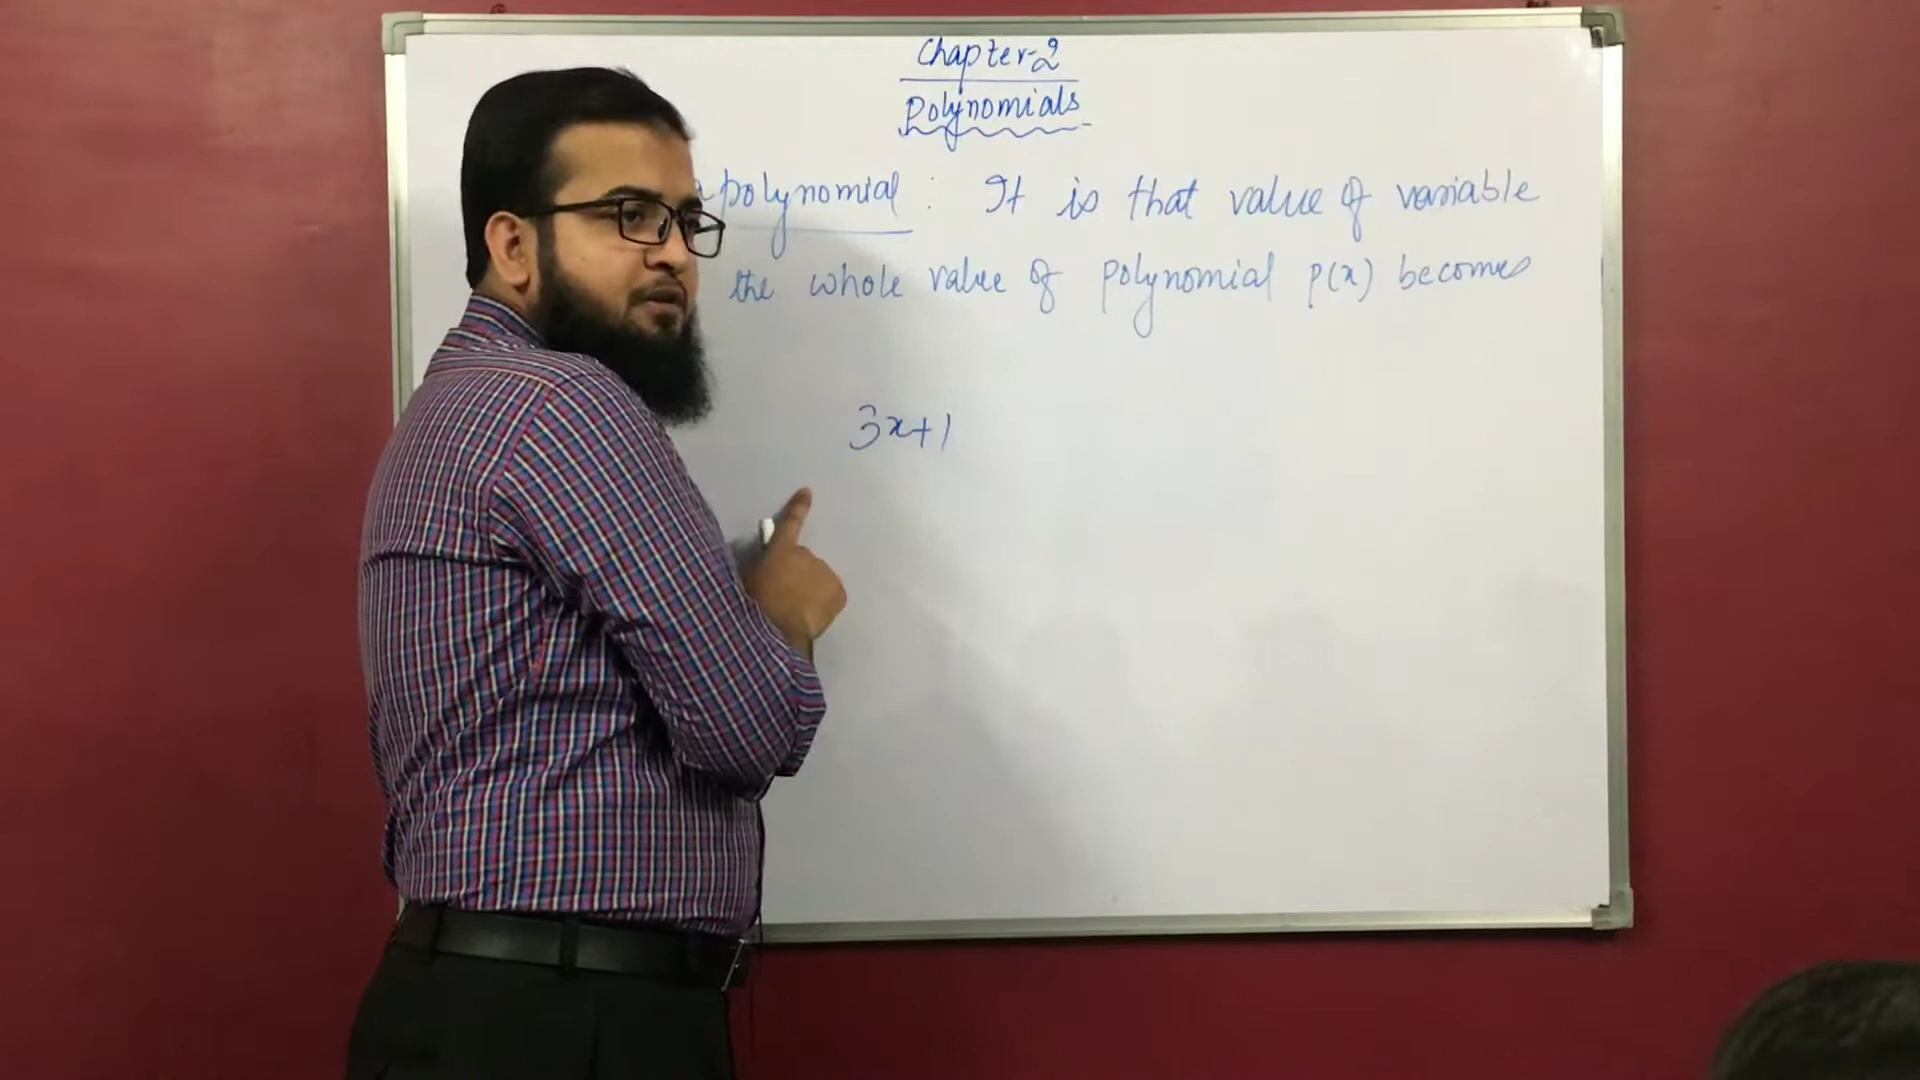 Chapter-2
Polynomials
a polynomial : It is that value of variable
the whole value of polynomial p(x) becomes
3x+1